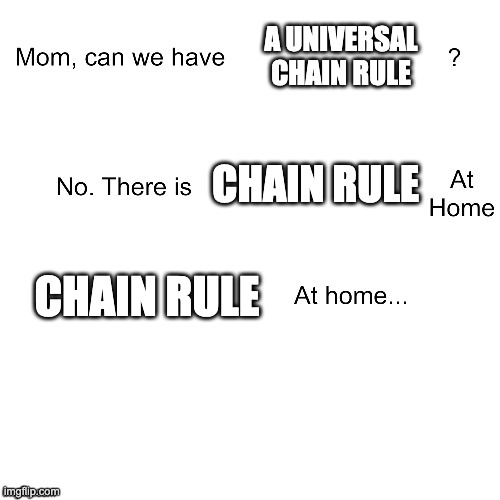 Mom, can we have A UNIVERSAL CHAIN RULE ?
No. There is CHAIN RULE At Home
CHAIN RULE At home...
imgflip.com